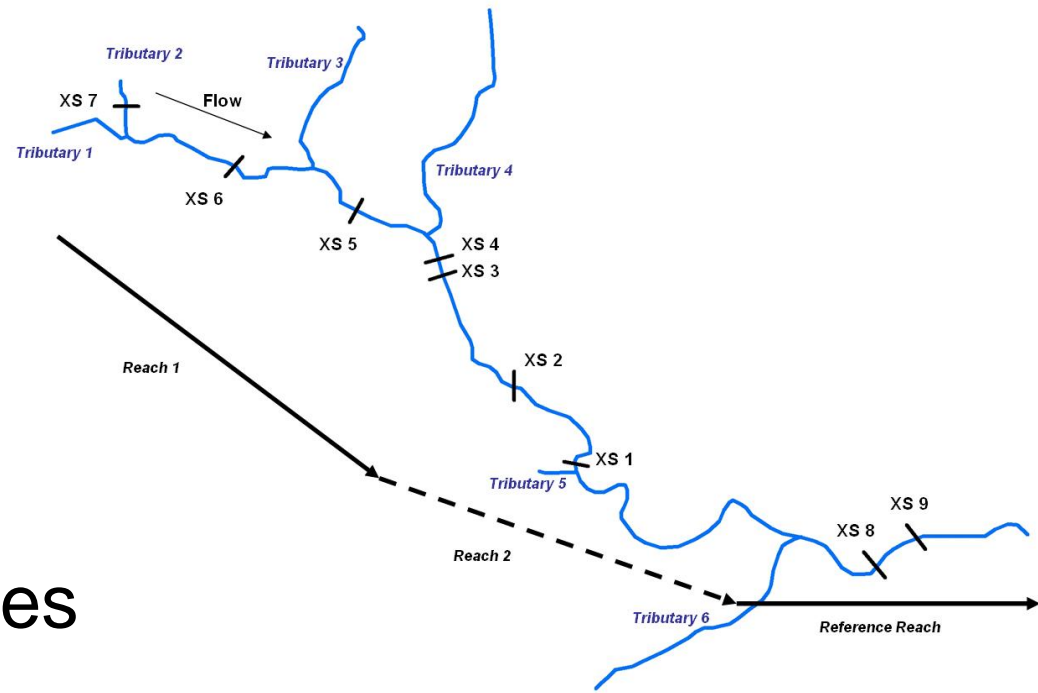 Tributary 2
Tributary 3
XS 7
Flow
Tributary 1
Tributary 4
XS 6
XS 5
XS 4
XS 3
Reach 1
XS 2
XS 1
Tributary 5
XS 9
XS 8
Reach 2
es
Tributary 6
Reference Reach